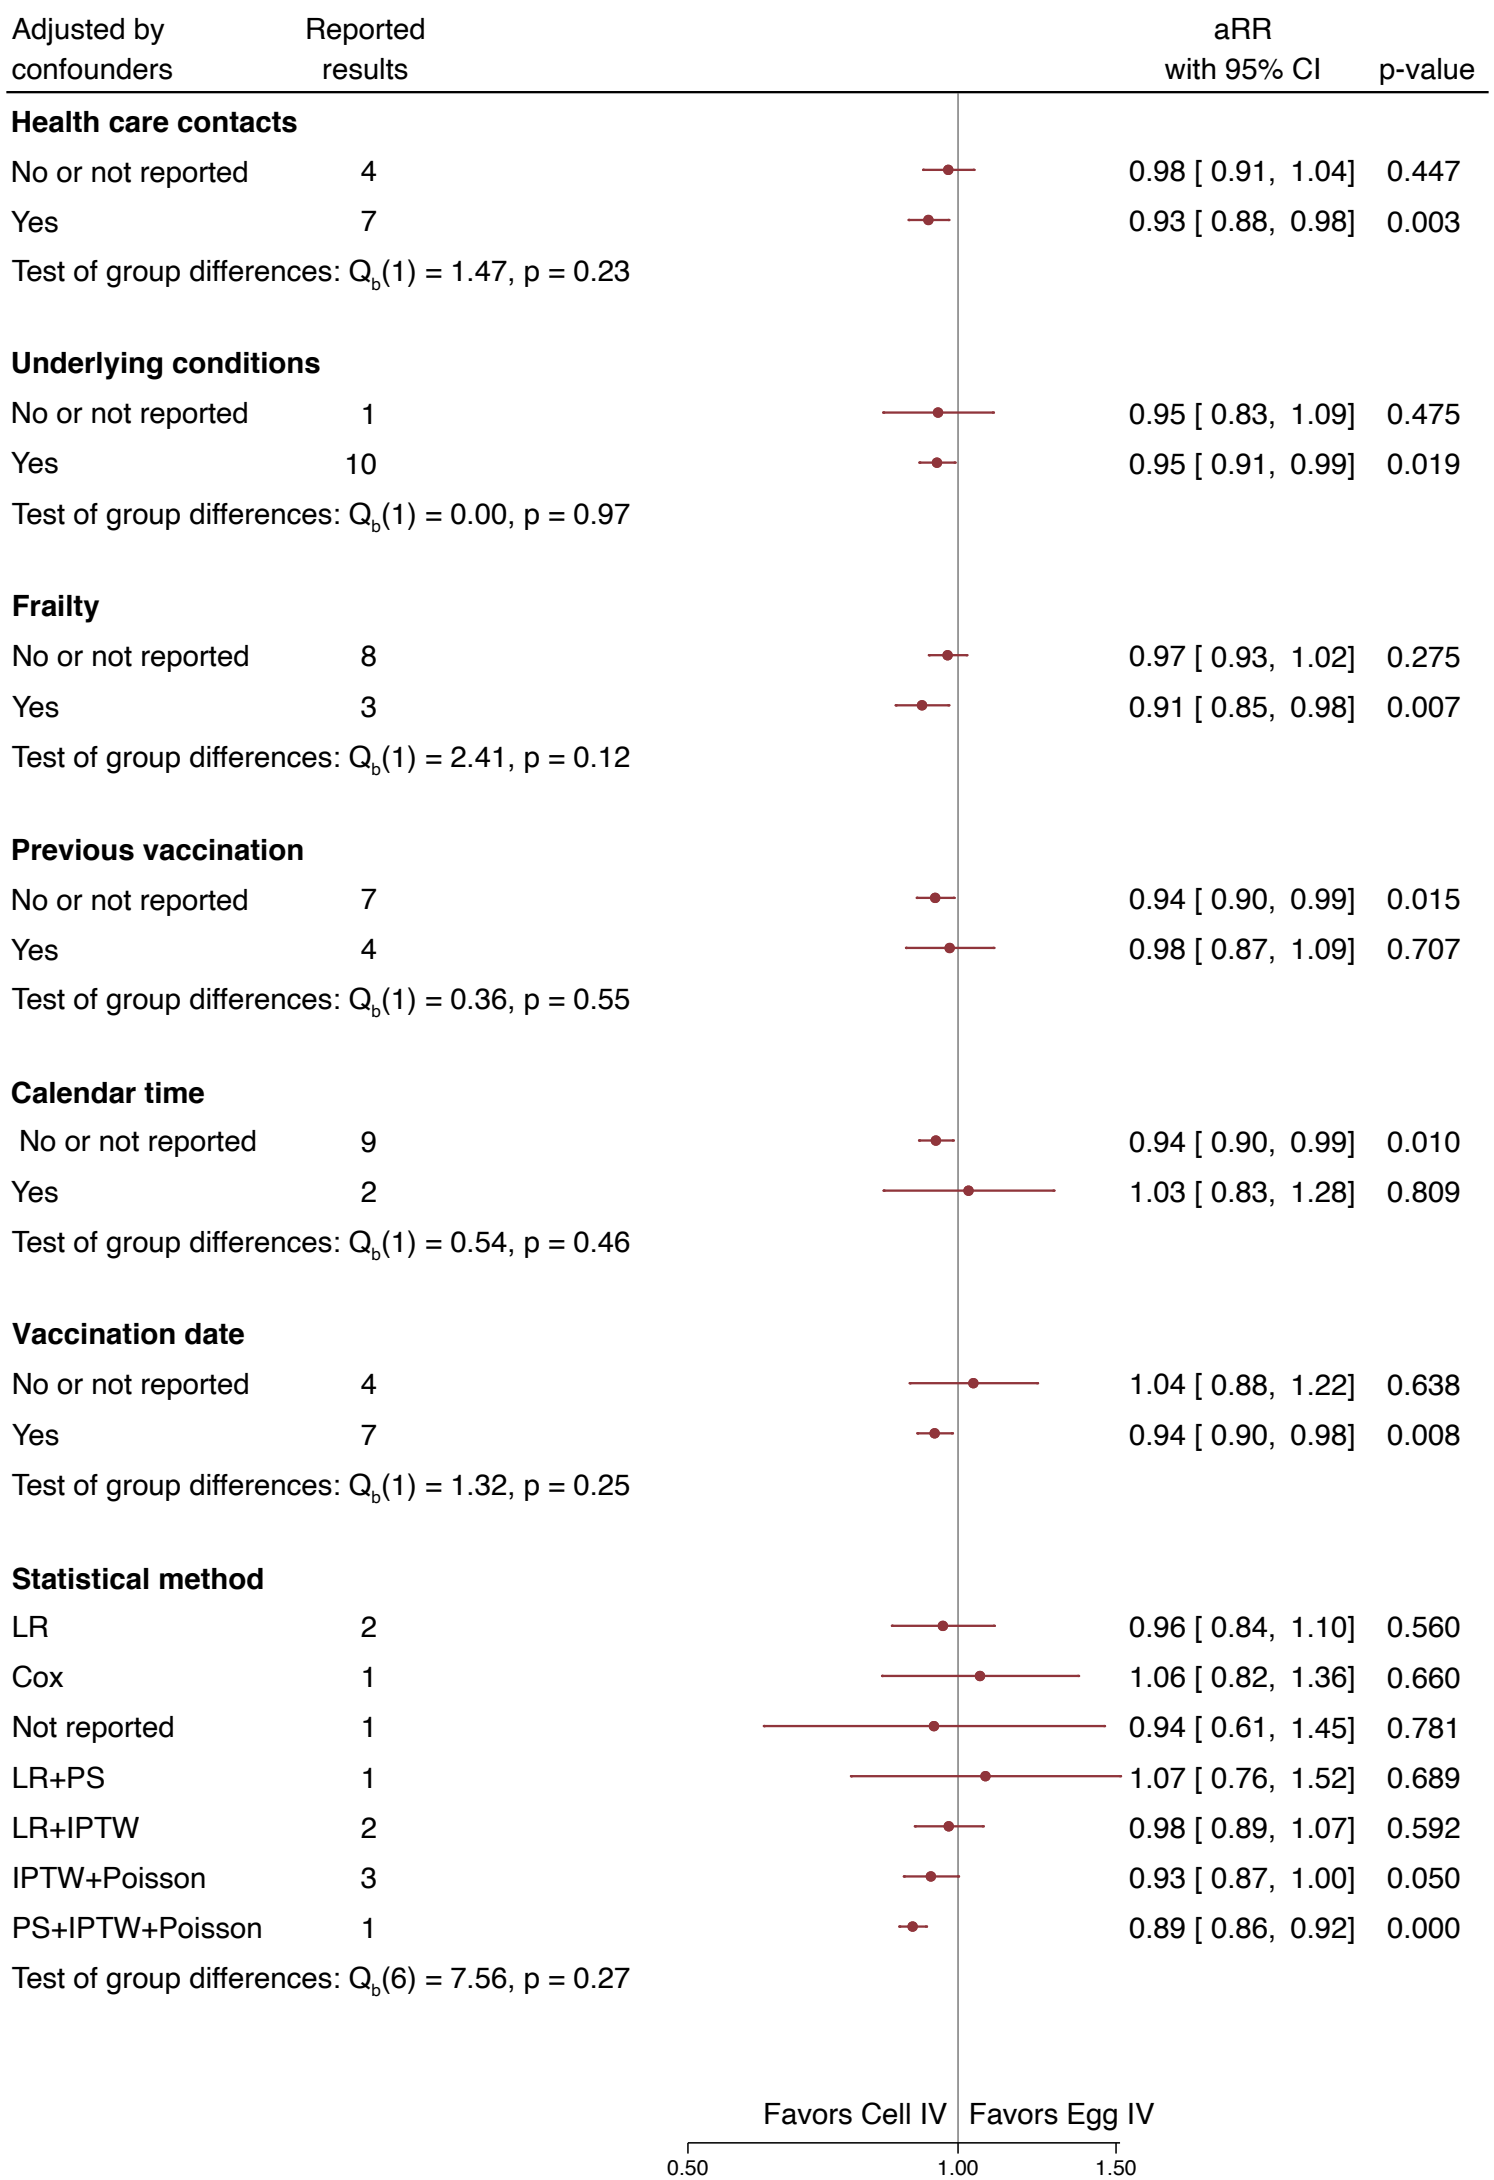 Adjusted by Reported aRR
confounders results with 95% CI p-value
Health care contacts
No or not reported 4 0.98 [ 0.91, 1.04] 0.447
Yes 7 0.93 [ 0.88, 0.98] 0.003
Test of group differences: Qb(1) = 1.47, p = 0.23
Underlying conditions
No or not reported 1 0.95 [ 0.83, 1.09] 0.475
Yes 10 0.95 [ 0.91, 0.99] 0.019
Test of group differences: Qb(1) = 0.00, p = 0.97
Frailty
No or not reported 8 0.97 [ 0.93, 1.02] 0.275
Yes 3 0.91 [ 0.85, 0.98] 0.007
Test of group differences: Qb(1) = 2.41, p = 0.12
Previous vaccination
No or not reported 7 0.94 [ 0.90, 0.99] 0.015
Yes 4 0.98 [ 0.87, 1.09] 0.707
Test of group differences: Qb(1) = 0.36, p = 0.55
Calendar time
No or not reported 9 0.94 [ 0.90, 0.99] 0.010
Yes 2 1.03 [ 0.83, 1.28] 0.809
Test of group differences: Qb(1) = 0.54, p = 0.46
Vaccination date
No or not reported 4 1.04 [ 0.88, 1.22] 0.638
Yes 7 0.94 [ 0.90, 0.98] 0.008
Test of group differences: Qb(1) = 1.32, p = 0.25
Statistical method
LR 2 0.96 [ 0.84, 1.10] 0.560
Cox 1 1.06 [ 0.82, 1.36] 0.660
Not reported 1 0.94 [ 0.61, 1.45] 0.781
LR+PS 1 1.07 [ 0.76, 1.52] 0.689
LR+IPTW 2 0.98 [ 0.89, 1.07] 0.592
IPTW+Poisson 3 0.93 [ 0.87, 1.00] 0.050
PS+IPTW+Poisson 1 0.89 [ 0.86, 0.92] 0.000
Test of group differences: Qb(6) = 7.56, p = 0.27
Favors Cell IV Favors Egg IV
0.50 1.00 1.50